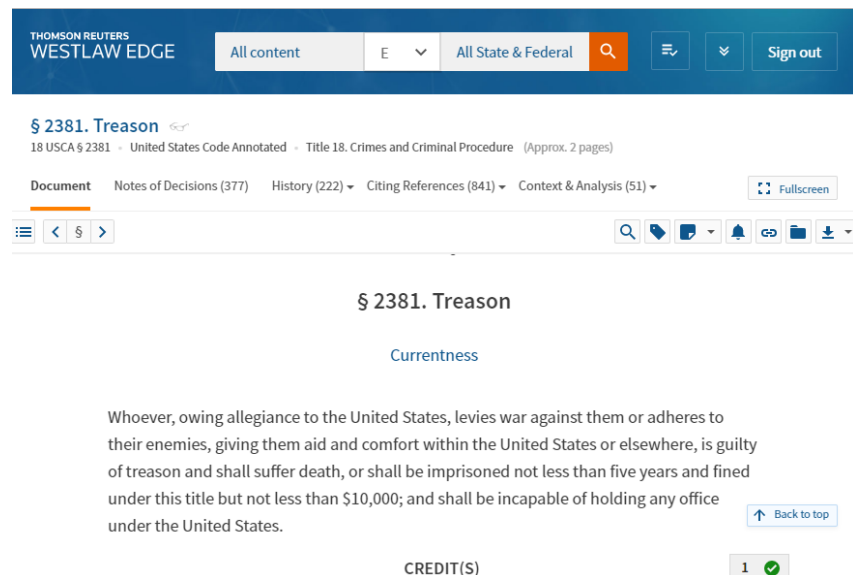 THOMSON REUTERS
WESTLAW EDGE
All content E All State & Federal Sign out
§ 2381. Treason
18 USCA § 2381 • United States Code Annotated • Title 18. Crimes and Criminal Procedure (Approx. 2 pages)
Document Notes of Decisions (377) History (222) Citing References (841) Context & Analysis (51) Fullscreen
§
§ 2381. Treason
Currentness
Whoever, owing allegiance to the United States, levies war against them or adheres to
their enemies, giving them aid and comfort within the United States or elsewhere, is guilty
of treason and shall suffer death, or shall be imprisoned not less than five years and fined
under this title but not less than $10,000; and shall be incapable of holding any office
under the United States.
Back to top
CREDIT(S)
1